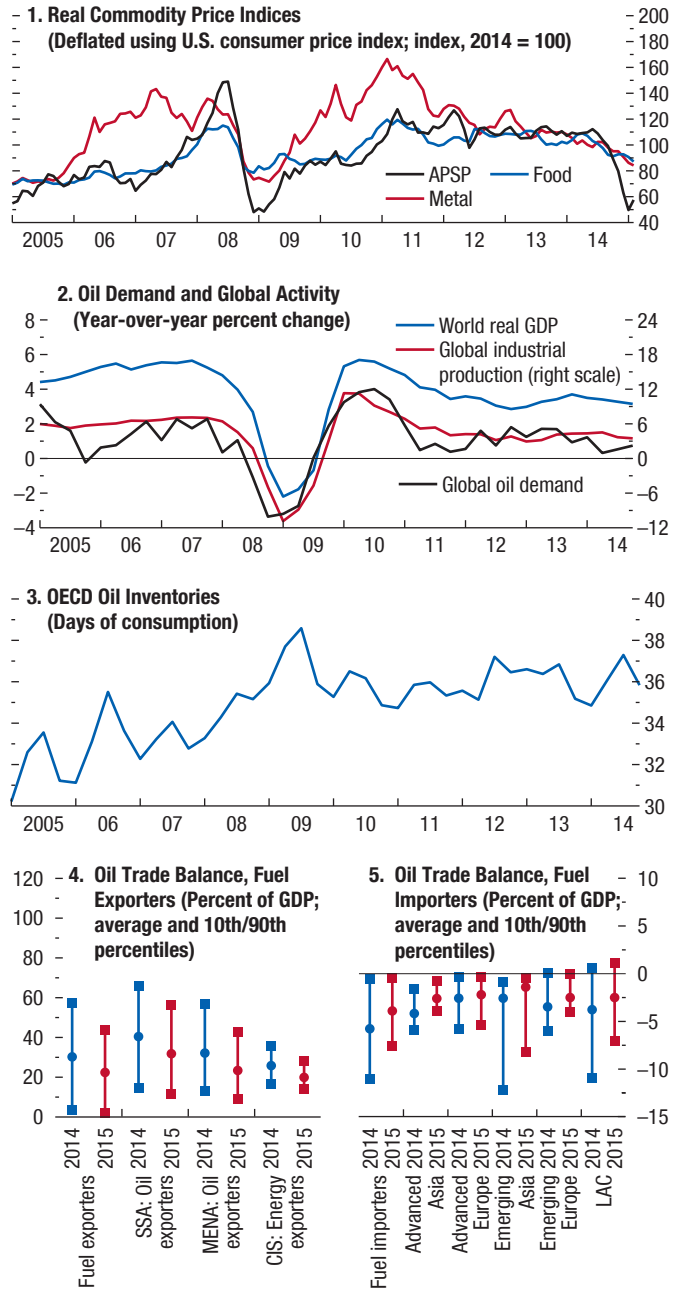 1. Real Commodity Price Indices
(Deflated using U.S. consumer price index; index, 2014 = 100)
200
180
160
140
120
100
80
60
40
APSP
Food
Metal
2005 06 07 08 09 10 11 12 13 14
2. Oil Demand and Global Activity
(Year-over-year percent change)
8
6
4
2
0
–2
–4
24
18
12
6
0
–6
–12
World real GDP
Global industrial
production (right scale)
Global oil demand
2005 06 07 08 09 10 11 12 13 14
3. OECD Oil Inventories
(Days of consumption)
40
38
36
34
32
30
2005 06 07 08 09 10 11 12 13 14
4. Oil Trade Balance, Fuel
Exporters (Percent of GDP;
average and 10th/90th
percentiles)
120
100
80
60
40
20
0
2014
2015
Fuel exporters
2014
2015
SSA: Oil
exporters
2014
2015
MENA: Oil
exporters
2014
2015
CIS: Energy
exporters
5. Oil Trade Balance, Fuel
Importers (Percent of GDP;
average and 10th/90th
percentiles)
10
5
0
–5
–10
–15
2014
2015
Fuel importers
2014
2015
Advanced
Asia
2014
2015
Advanced
Europe
2014
2015
Emerging
Asia
2014
2015
Emerging
Europe
2014
2015
LAC